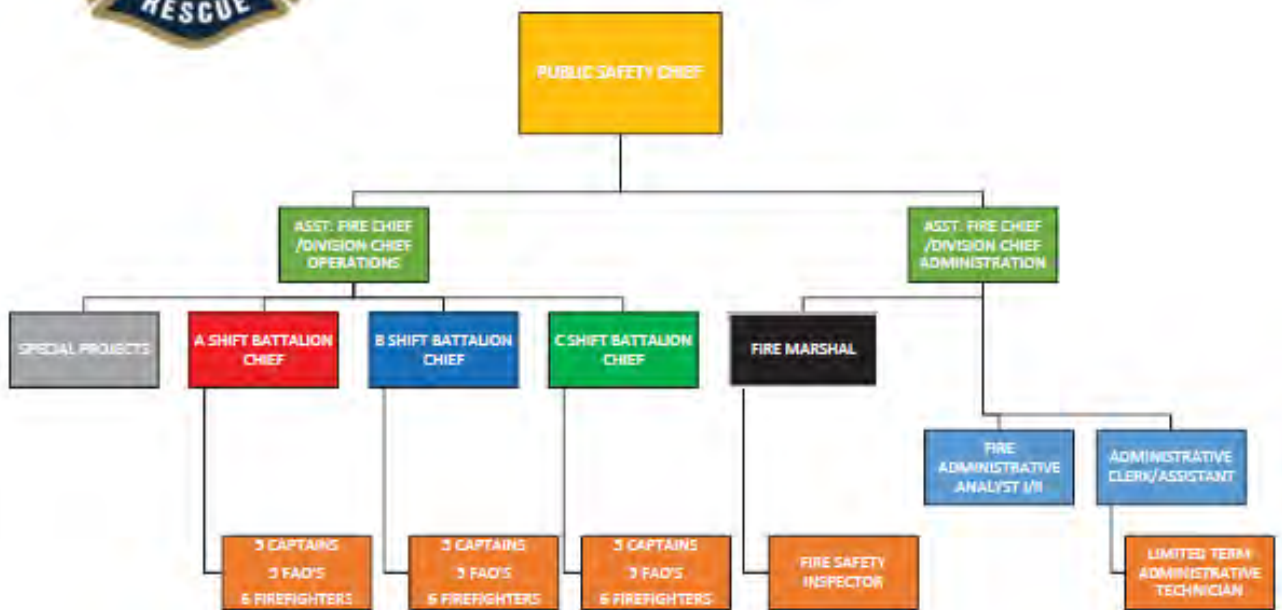 RESCUE
PUBLIC SAFETY CHIEF
ASST. FIRE CHIEF
/DIVISION CHIEF
OPERATIONS
ASST. FIRE CHIEF
/DIVISION CHIEF
ADMINISTRATION
SPECIAL PROJECTS
A SHIFT BATTALION
CHIEF
B SHIFT BATTALION
CHIEF
C SHIFT BATTALION
CHIEF
FIRE MARSHAL
FIRE
ADMINISTRATIVE
ANALYST I/II
ADMINISTRATIVE
CLERK/ASSISTANT
3 CAPTAINS
3 FAO'S
6 FIREFIGHTERS
3 CAPTAINS
3 FAO'S
6 FIREFIGHTERS
3 CAPTAINS
3 FAO'S
6 FIREFIGHTERS
FIRE SAFETY
INSPECTOR
LIMITED TERM
ADMINISTRATIVE
TECHNICIAN